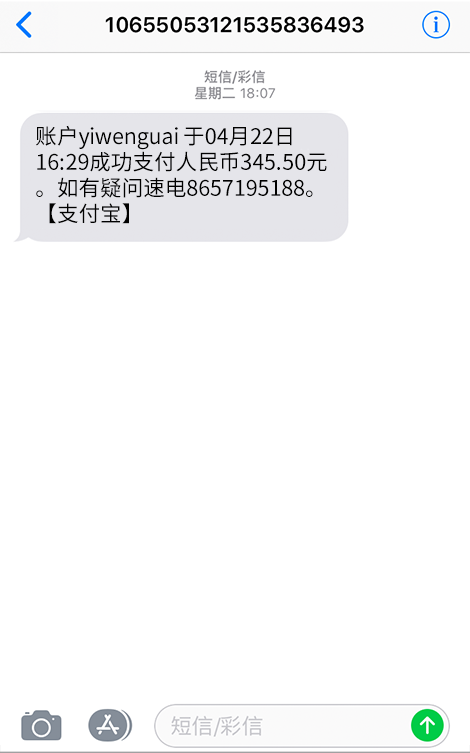 10655053121535836493
短信/彩信
星期二 18:07
账户yiwenguai 于04月22日
16:29成功支付人民币345.50元
。如有疑问速电8657195188。
【支付宝】
短信/彩信